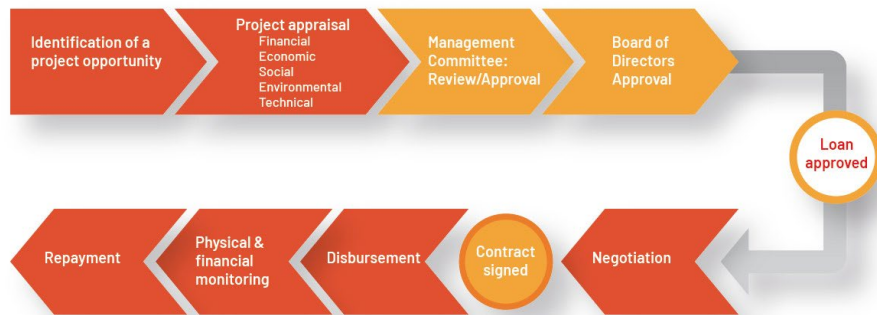 Identification of a
project opportunity
Project appraisal
Financial
Economic
Social
Environmental
Technical
Management
Committee:
Review/Approval
Board of
Directors
Approval
Loan
approved
Negotiation
Contract
signed
Disbursement
Physical &
financial
monitoring
Repayment